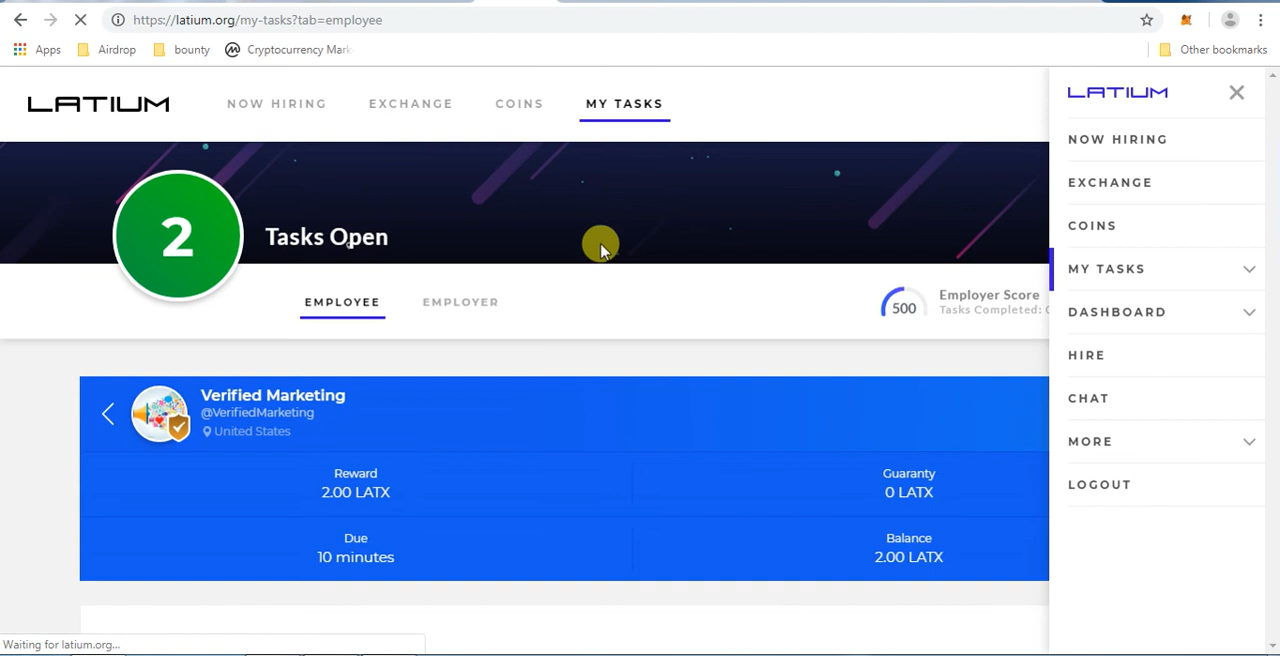 https://latium.org/my-tasks?tab=employee
Apps Airdrop bounty Cryptocurrency Mark Other bookmarks
LATIUM NOW HIRING EXCHANGE COINS MY TASKS
2
Tasks Open
EMPLOYEE EMPLOYER
500
Employer Score
Tasks Completed:
Verified Marketing
@VerifiedMarketing
United States
Reward
2.00 LATX
Guaranty
0 LATX
Due
10 minutes
Balance
2.00 LATX
LATIUM
NOW HIRING
EXCHANGE
COINS
MY TASKS
DASHBOARD
HIRE
CHAT
MORE
LOGOUT
Waiting for latium.org...